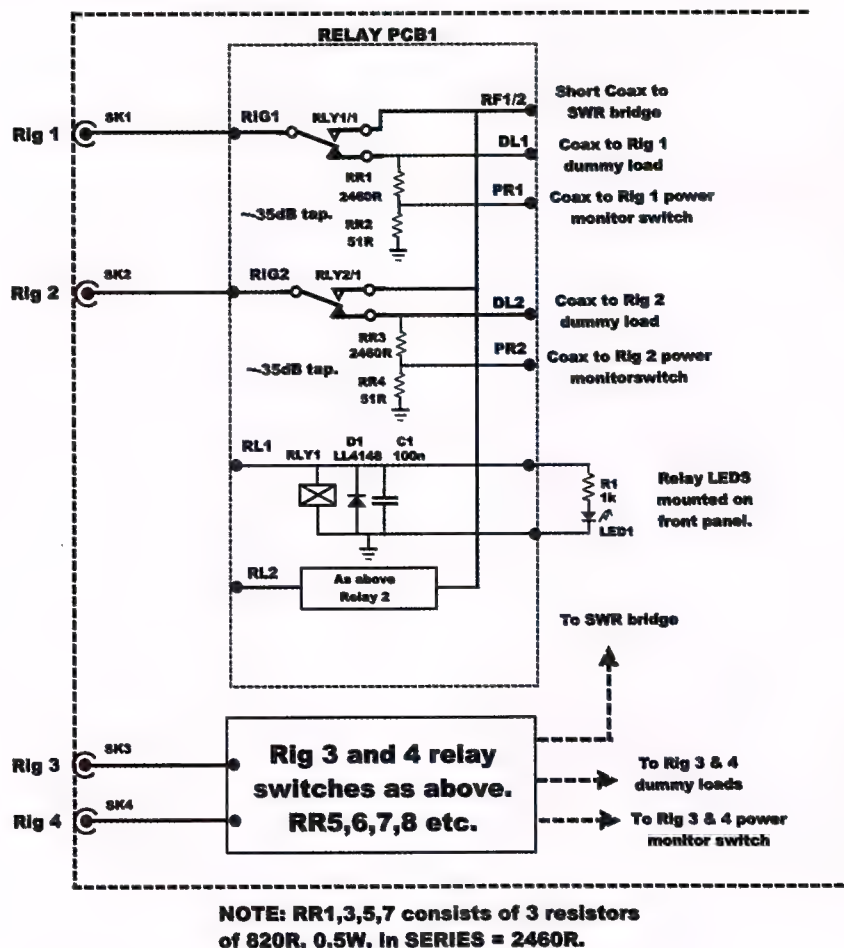 RELAY PCB1
Rig 1
SK1
RIG1
RLY1/1
RF1/2
Short Coax to
SWR bridge
DL1
Coax to Rig 1
dummy load
RR1
2460R
PR1
Coax to Rig 1 power
monitor switch
~-35dB tap.
RR2
51R
Rig 2
SK2
RIG2
RLY2/1
DL2
Coax to Rig 2
dummy load
RR3
2460R
PR2
Coax to Rig 2 power
monitorswitch
~-35dB tap.
RR4
51R
RL1
RLY1
D1
LL4148
C1
100n
R1
1k
LED1
Relay LEDS
mounted on
front panel.
RL2
As above
Relay 2
To SWR bridge
Rig 3
SK3
Rig 4
SK4
Rig 3 and 4 relay
switches as above.
RR5,6,7,8 etc.
To Rig 3 & 4
dummy loads
To Rig 3 & 4 power
monitor switch
NOTE: RR1,3,5,7 consists of 3 resistors
of 820R, 0.5W, in SERIES = 2460R.